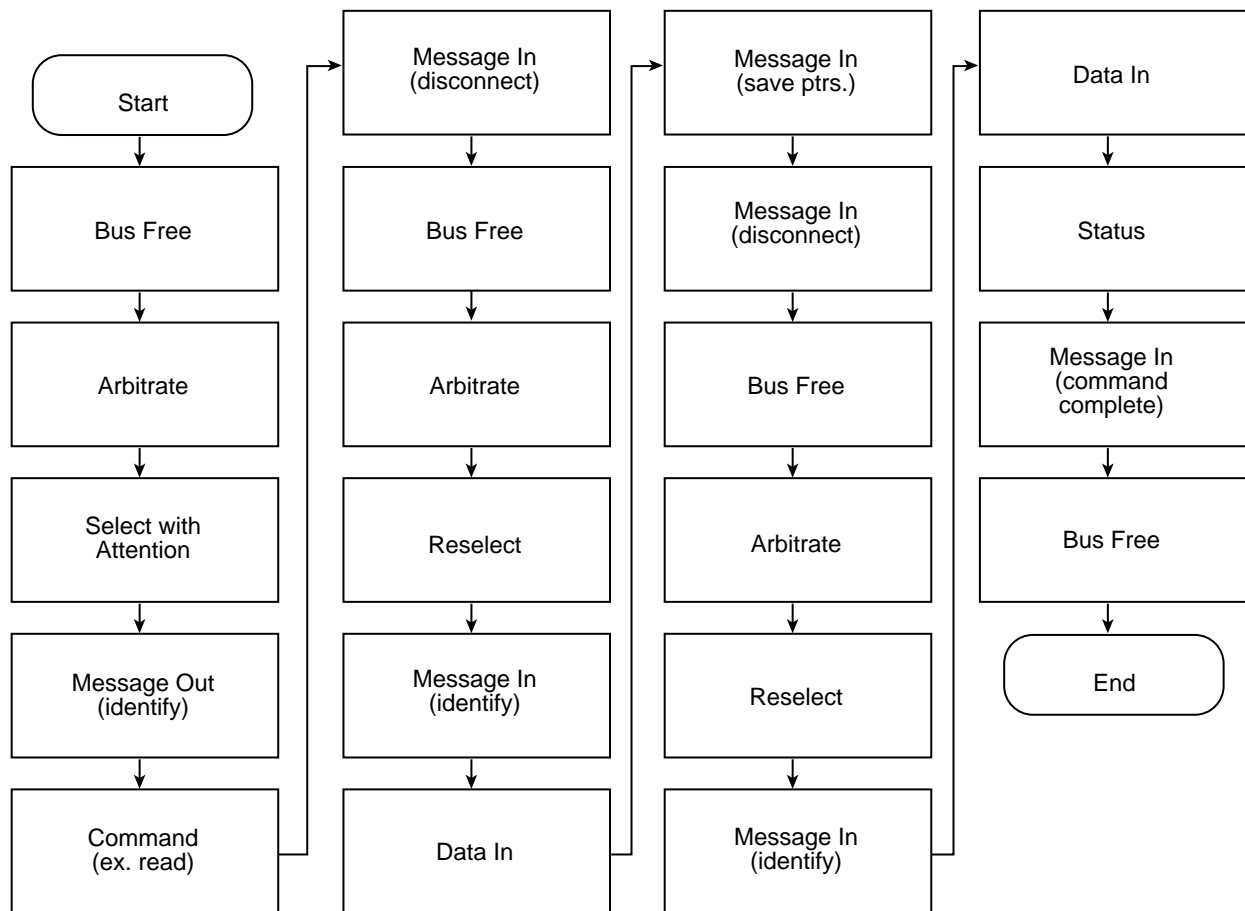 Start
Bus Free
Arbitrate
Select with
Attention
Message Out
(identify)
Command
(ex. read)
Message In
(disconnect)
Bus Free
Arbitrate
Reselect
Message In
(identify)
Data In
Message In
(save ptrs.)
Message In
(disconnect)
Bus Free
Arbitrate
Reselect
Message In
(identify)
Data In
Status
Message In
(command
complete)
Bus Free
End